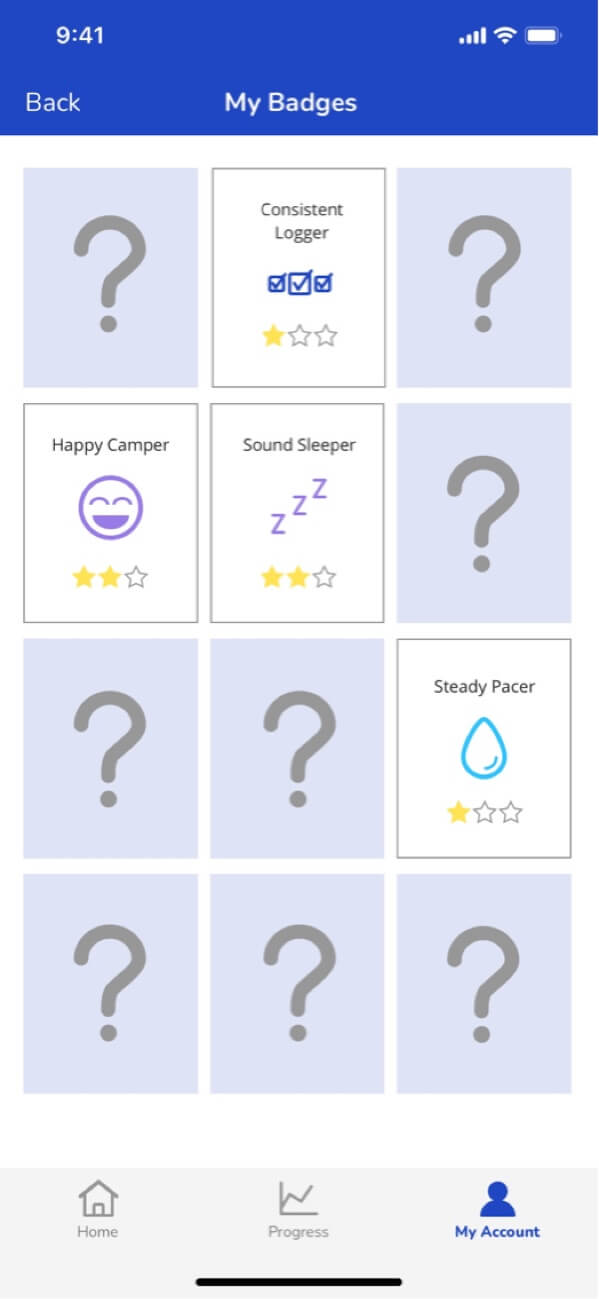 9:41
Back
My Badges
?
Consistent
Logger
?
Happy Camper
Sound Sleeper
z z z
?
?
?
Steady Pacer
?
?
?
Home
Progress
My Account